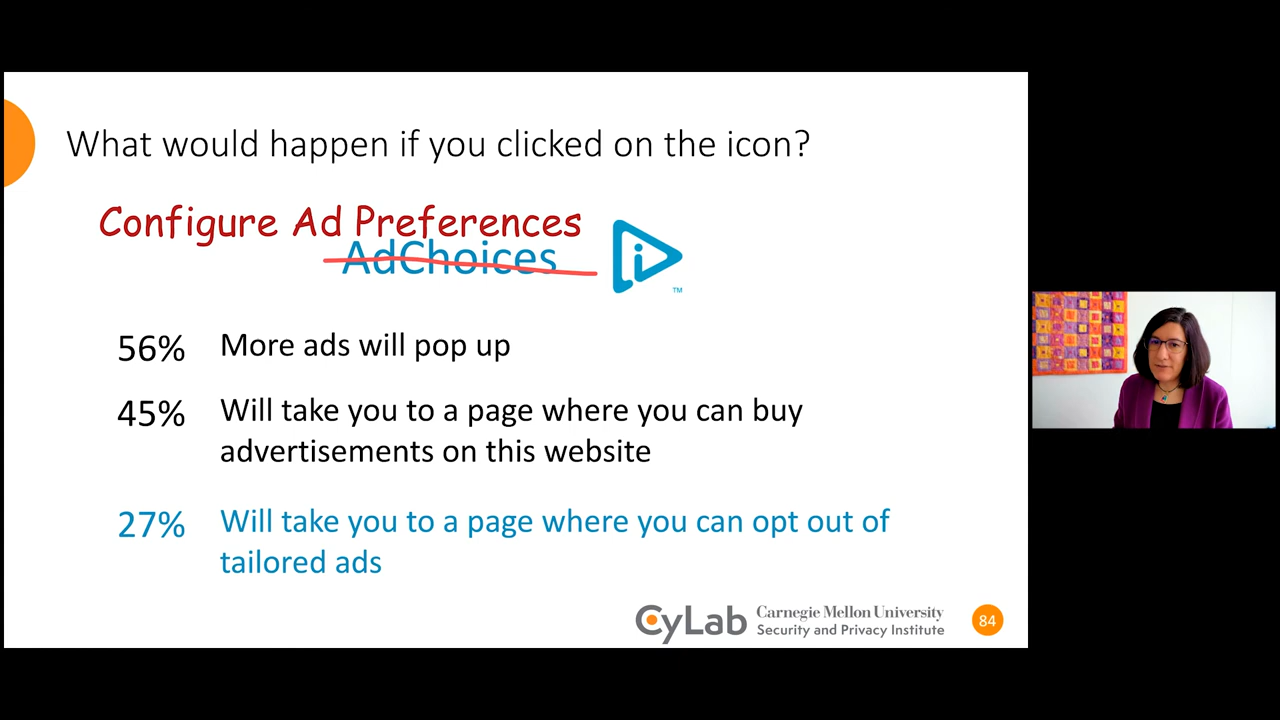 What would happen if you clicked on the icon?
Configure Ad Preferences
AdChoices
i
TM
56% More ads will pop up
45% Will take you to a page where you can buy
advertisements on this website
27% Will take you to a page where you can opt out of
tailored ads
CyLab Carnegie Mellon University
Security and Privacy Institute
84